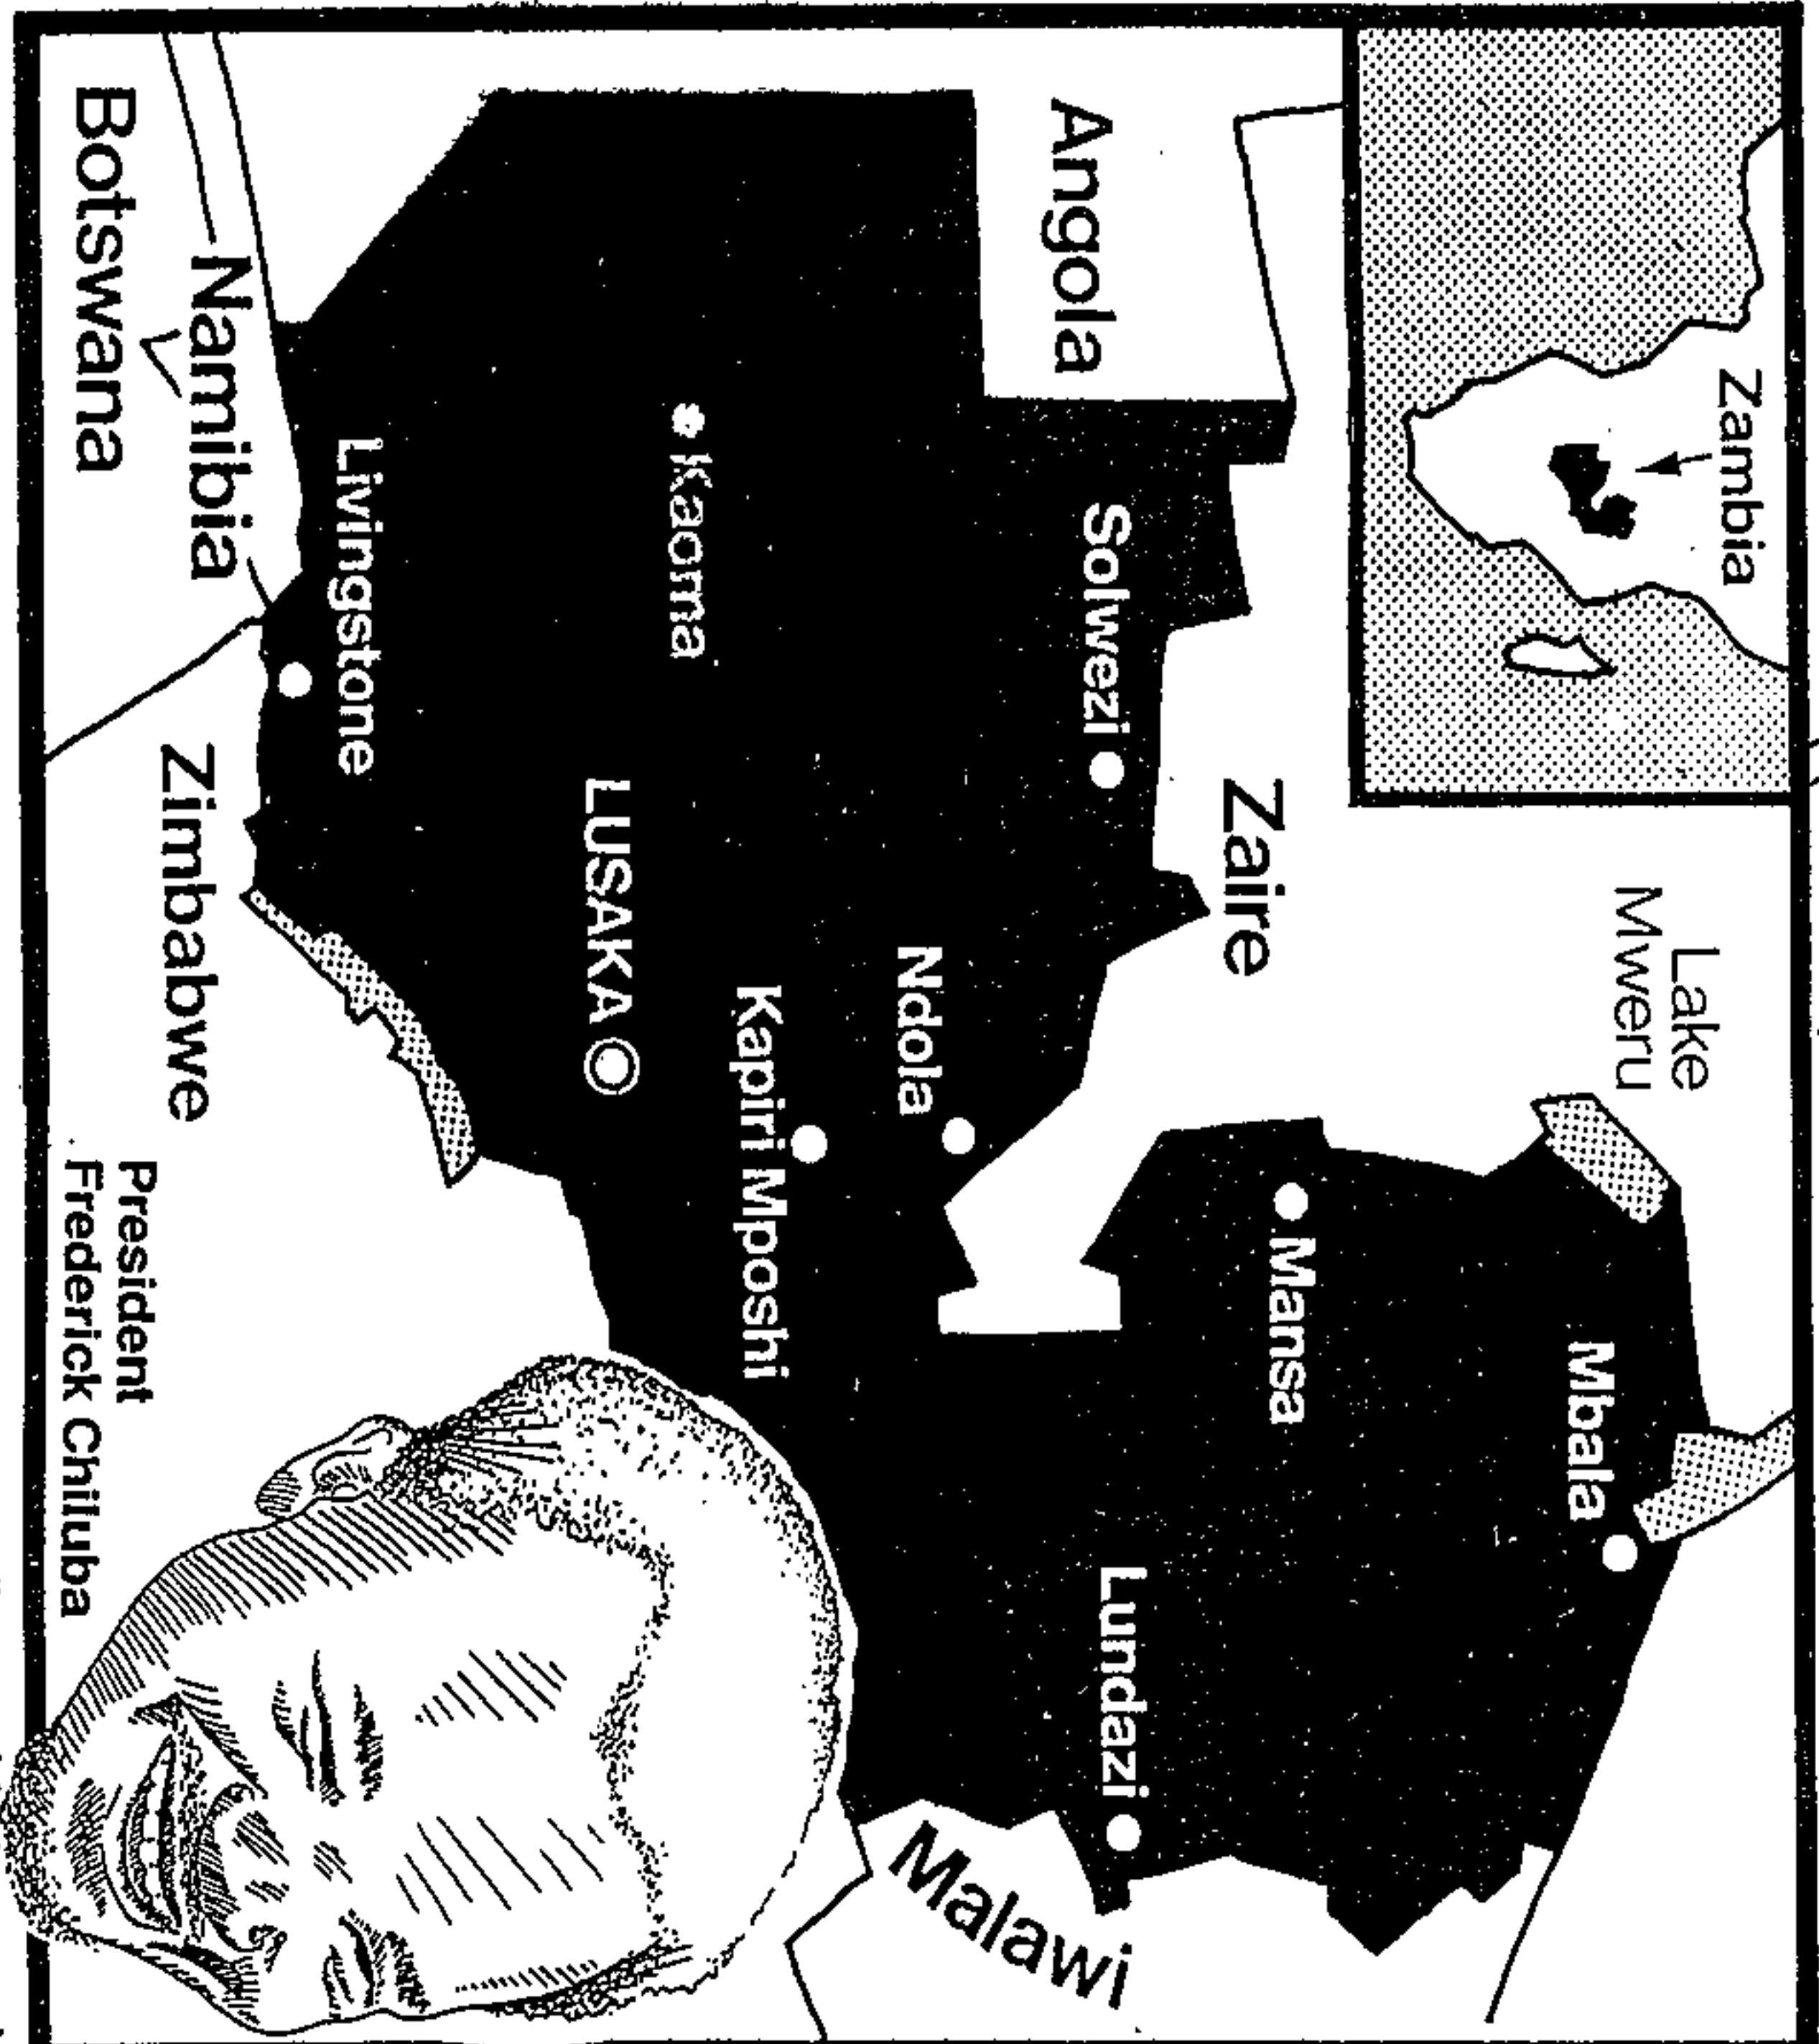 Zambia
Lake
Mweru
Angola
Zaire
Mbala
Mansa
Solwezi
Lundazi
Ndola
Kapiri Mposhi
Kaoma
LUSAKA
Malawi
Livingstone
Namibia
Zimbabwe
Botswana
President
Frederick Chiluba